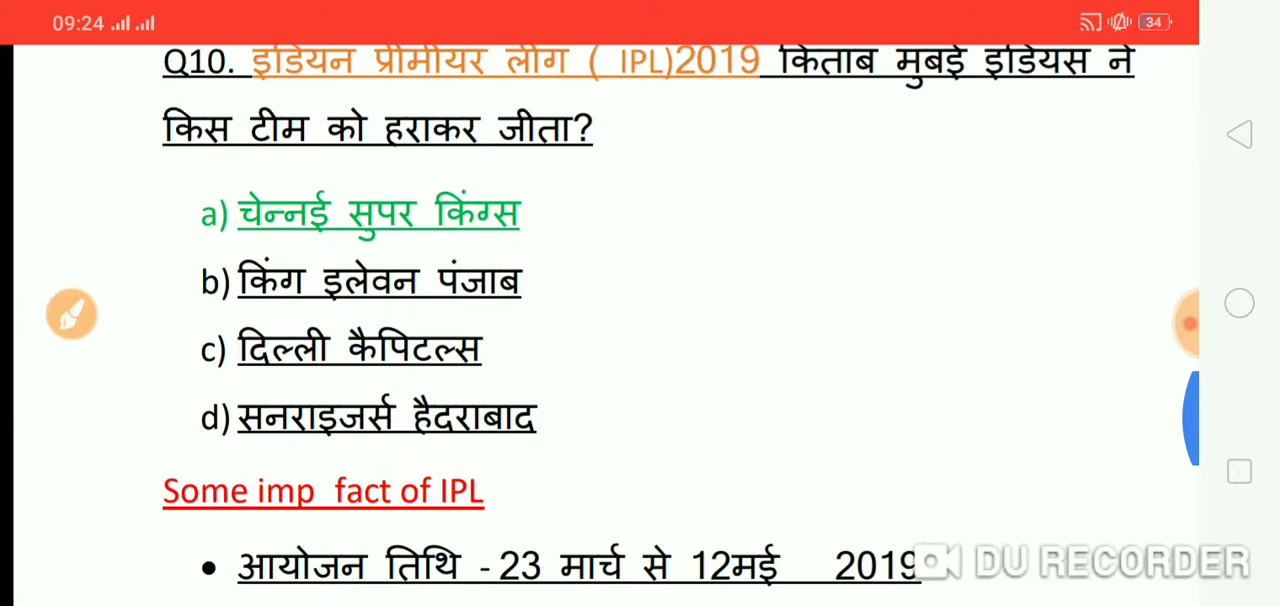 09:24
34
Q10. इंडियन प्रीमीयर लीग ( IPL)2019 किताब मुंबई इंडियंस ने
किस टीम को हराकर जीता?
a) चेन्नई सुपर किंग्स
b) किंग इलेवन पंजाब
c) दिल्ली कैपिटल्स
d) सनराइजर्स हैदराबाद
Some imp fact of IPL
• आयोजन तिथि - 23 मार्च से 12मई 2019
DU RECORDER